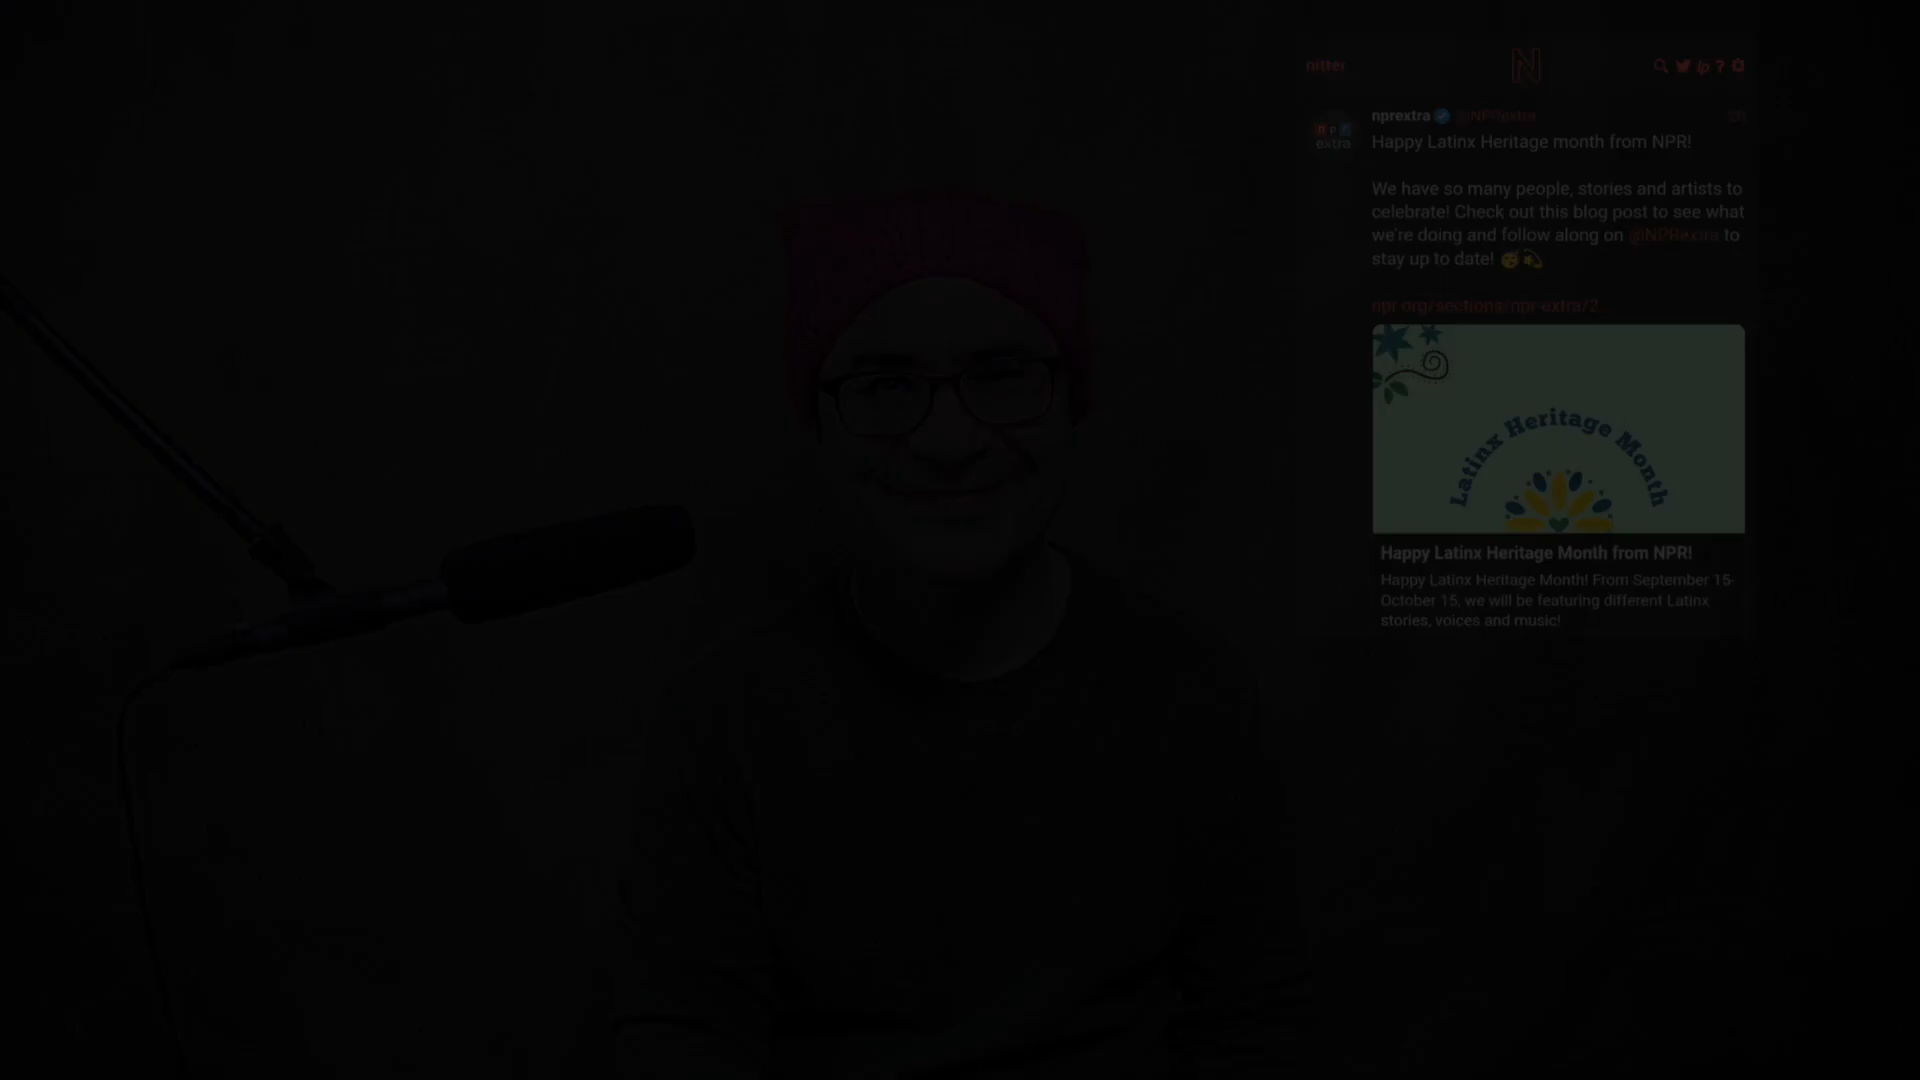 nitter
N
nprextra @NPRextra
npr
extra
Happy Latinx Heritage month from NPR!
We have so many people, stories and artists to
celebrate! Check out this blog post to see what
we're doing and follow along on @NPRextra to
stay up to date! 🥳💫
npr.org/sections/npr-extra/2…
Latinx Heritage Month
Happy Latinx Heritage Month from NPR!
Happy Latinx Heritage Month! From September 15-
October 15, we will be featuring different Latinx
stories, voices and music!